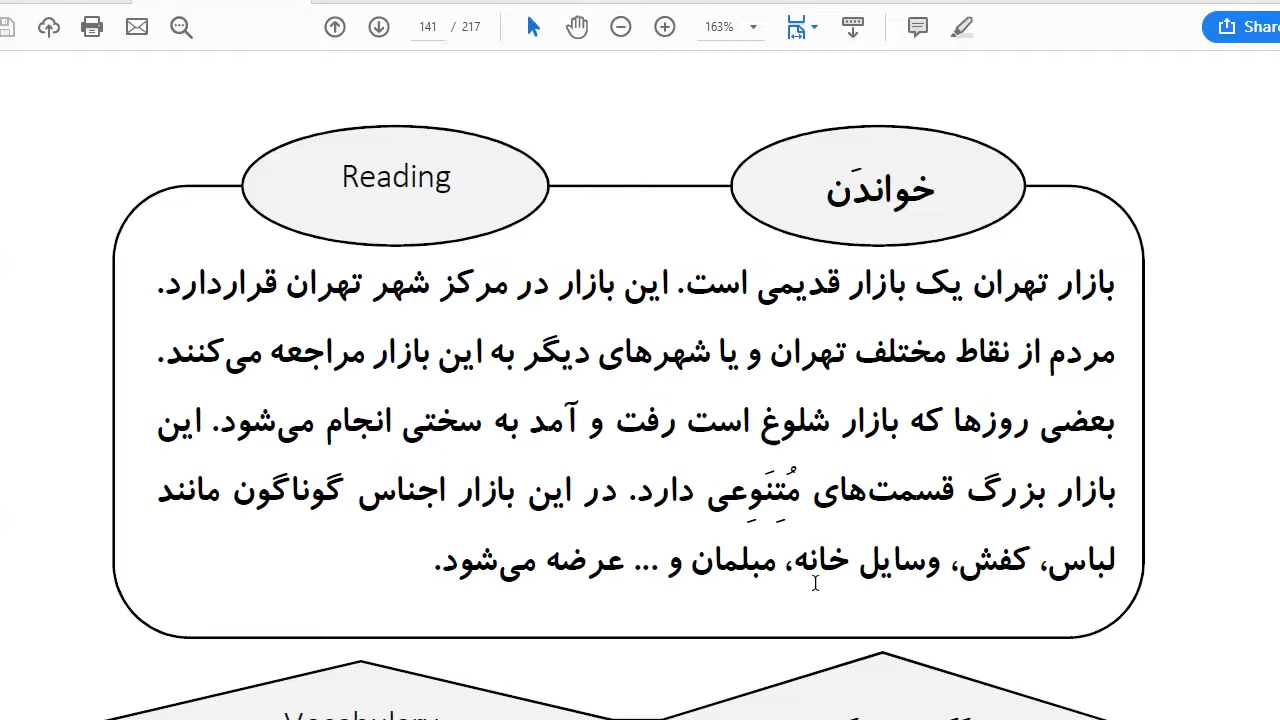 141 / 217
163%
Share
Reading
خواندَن
بازار تهران یک بازار قدیمی است. این بازار در مرکز شهر تهران قراردارد.
مردم از نقاط مختلف تهران و یا شهرهای دیگر به این بازار مراجعه می‌کنند.
بعضی روزها که بازار شلوغ است رفت و آمد به سختی انجام می‌شود. این
بازار بزرگ قسمت‌های مُتِنَوِعی دارد. در این بازار اجناس گوناگون مانند
لباس، کفش، وسایل خانه، مبلمان و ... عرضه می‌شود.
Vocabulary